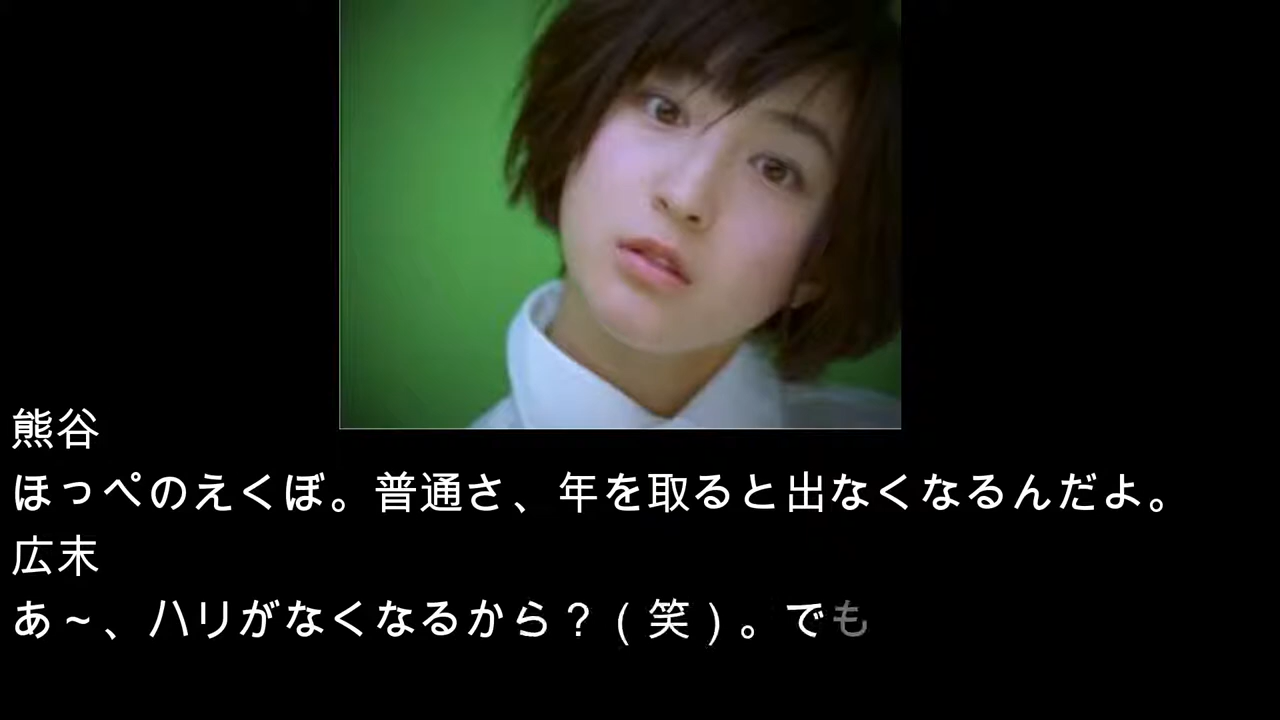 熊谷
ほっぺのえくぼ。普通さ、年を取ると出なくなるんだよ。
広末
あ～、ハリがなくなるから？（笑）。でも